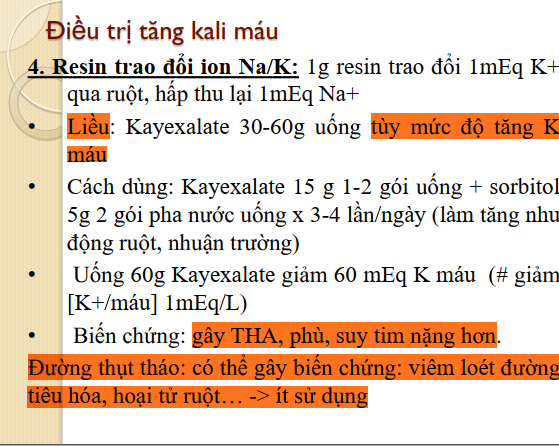 Điều trị tăng kali máu
4. Resin trao đổi ion Na/K: 1g resin trao đổi 1mEq K+
qua ruột, hấp thu lại 1mEq Na+
• Liều: Kayexalate 30-60g uống tùy mức độ tăng K
máu
• Cách dùng: Kayexalate 15 g 1-2 gói uống + sorbitol
5g 2 gói pha nước uống x 3-4 lần/ngày (làm tăng nhu
động ruột, nhuận trường)
• Uống 60g Kayexalate giảm 60 mEq K máu (# giảm
[K+/máu] 1mEq/L)
• Biến chứng: gây THA, phù, suy tim nặng hơn.
Đường thụt tháo: có thể gây biến chứng: viêm loét đường
tiêu hóa, hoại tử ruột… -> ít sử dụng